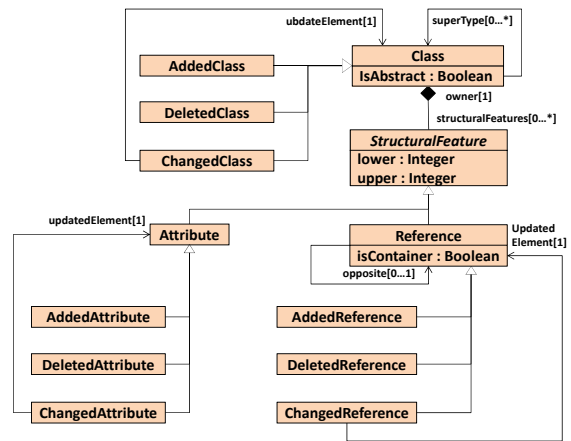 ubdateElement[1]
superType[0…*]
Class
IsAbstract : Boolean
AddedClass
DeletedClass
ChangedClass
owner[1]
structuralFeatures[0…*]
StructuralFeature
lower : Integer
upper : Integer
updatedElement[1]
Attribute
Reference
isContainer : Boolean
Updated
Element[1]
opposite[0…1]
AddedAttribute
AddedReference
DeletedAttribute
DeletedReference
ChangedAttribute
ChangedReference